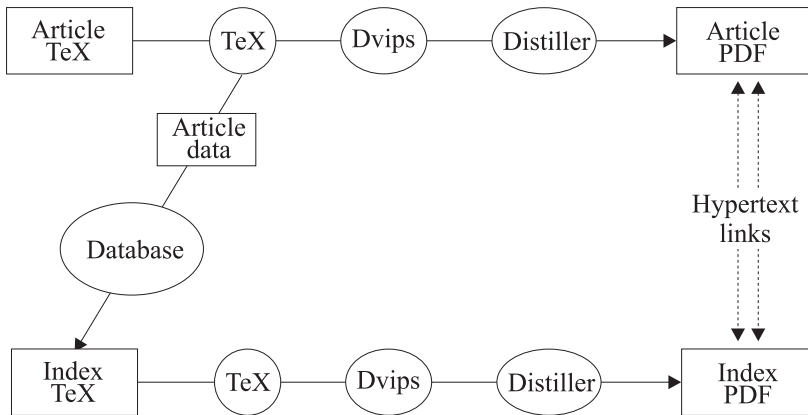 Article
TeX
TeX
Dvips
Distiller
Article
PDF
Article
data
Database
Hypertext
links
Index
TeX
TeX
Dvips
Distiller
Index
PDF